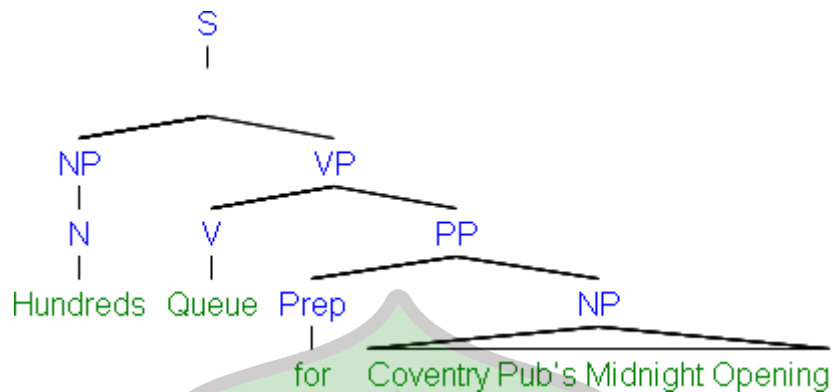 S
NP VP
N V PP
Hundreds Queue Prep NP
for Coventry Pub's Midnight Opening